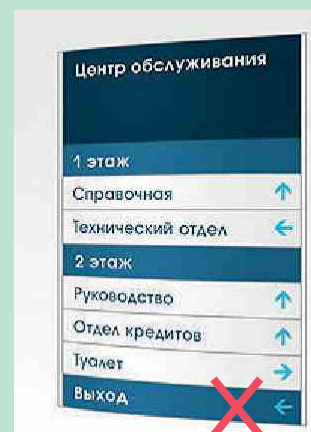 Центр обслуживания
1 этаж
Справочная
Технический отдел
2 этаж
Руководство
Отдел кредитов
Туалет
Выход